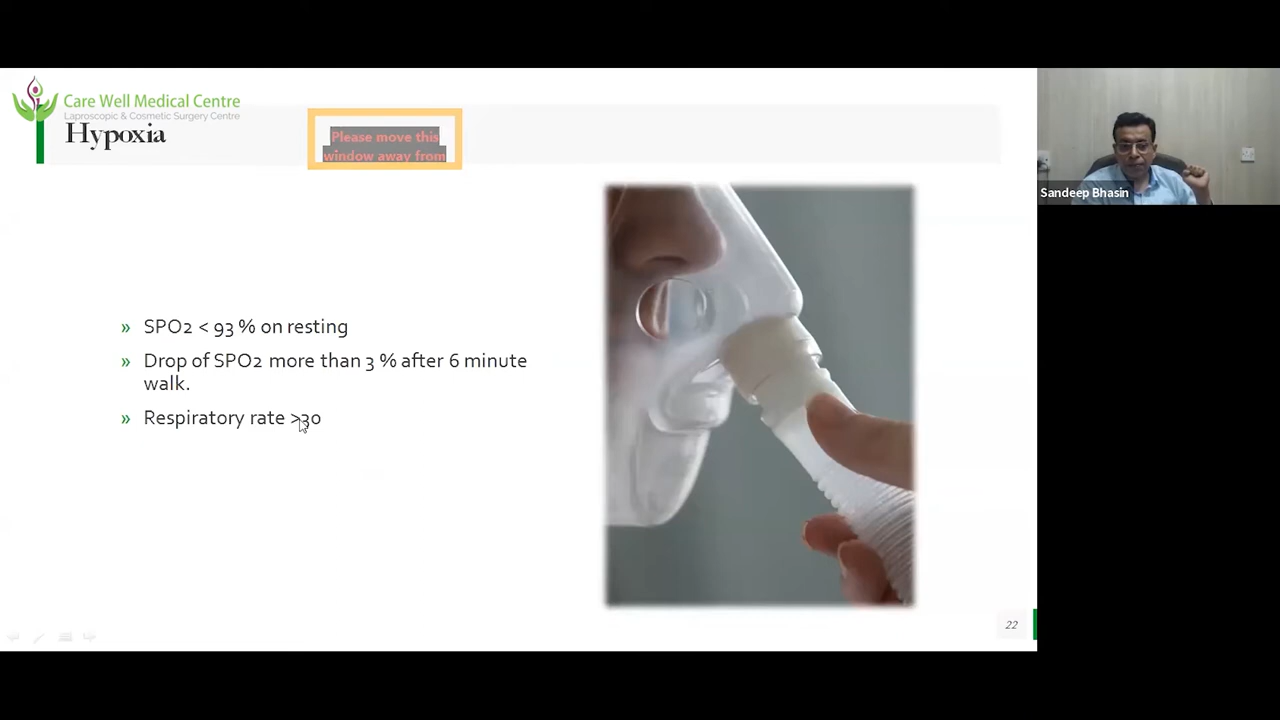 Care Well Medical Centre
Laproscopic & Cosmetic Surgery Centre
Hypoxia
Please move this
window away from
Sandeep Bhasin
» SPO2 < 93 % on resting
» Drop of SPO2 more than 3 % after 6 minute
walk.
» Respiratory rate >30
22